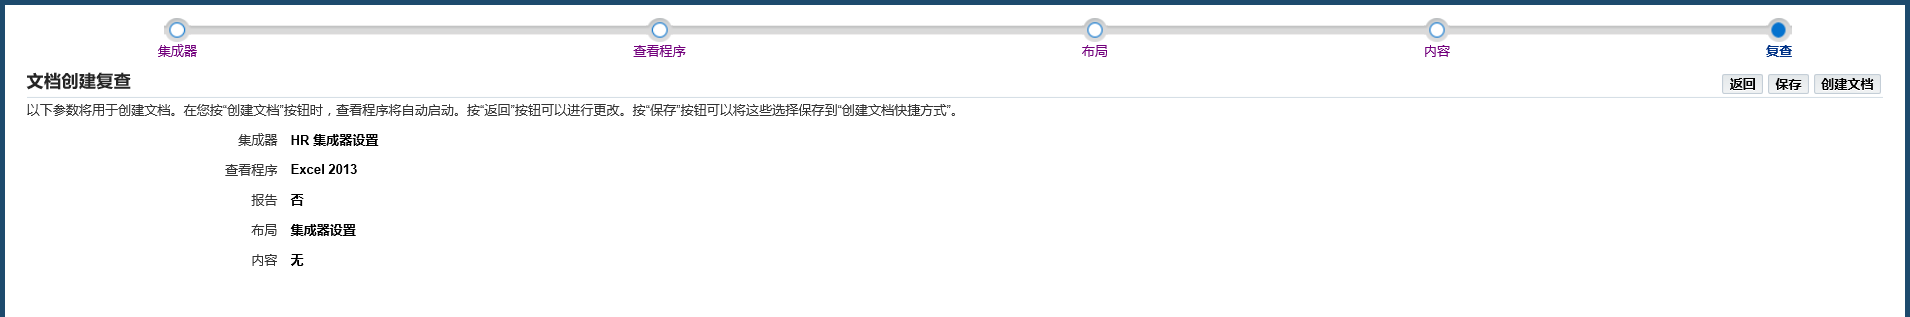 集成器
查看程序
布局
内容
复查
文档创建复查
返回
保存
创建文档
以下参数将用于创建文档。在您按“创建文档”按钮时，查看程序将自动启动。按“返回”按钮可以进行更改。按“保存”按钮可以将这些选择保存到“创建文档快捷方式”。
集成器 HR 集成器设置
查看程序 Excel 2013
报告 否
布局 集成器设置
内容 无